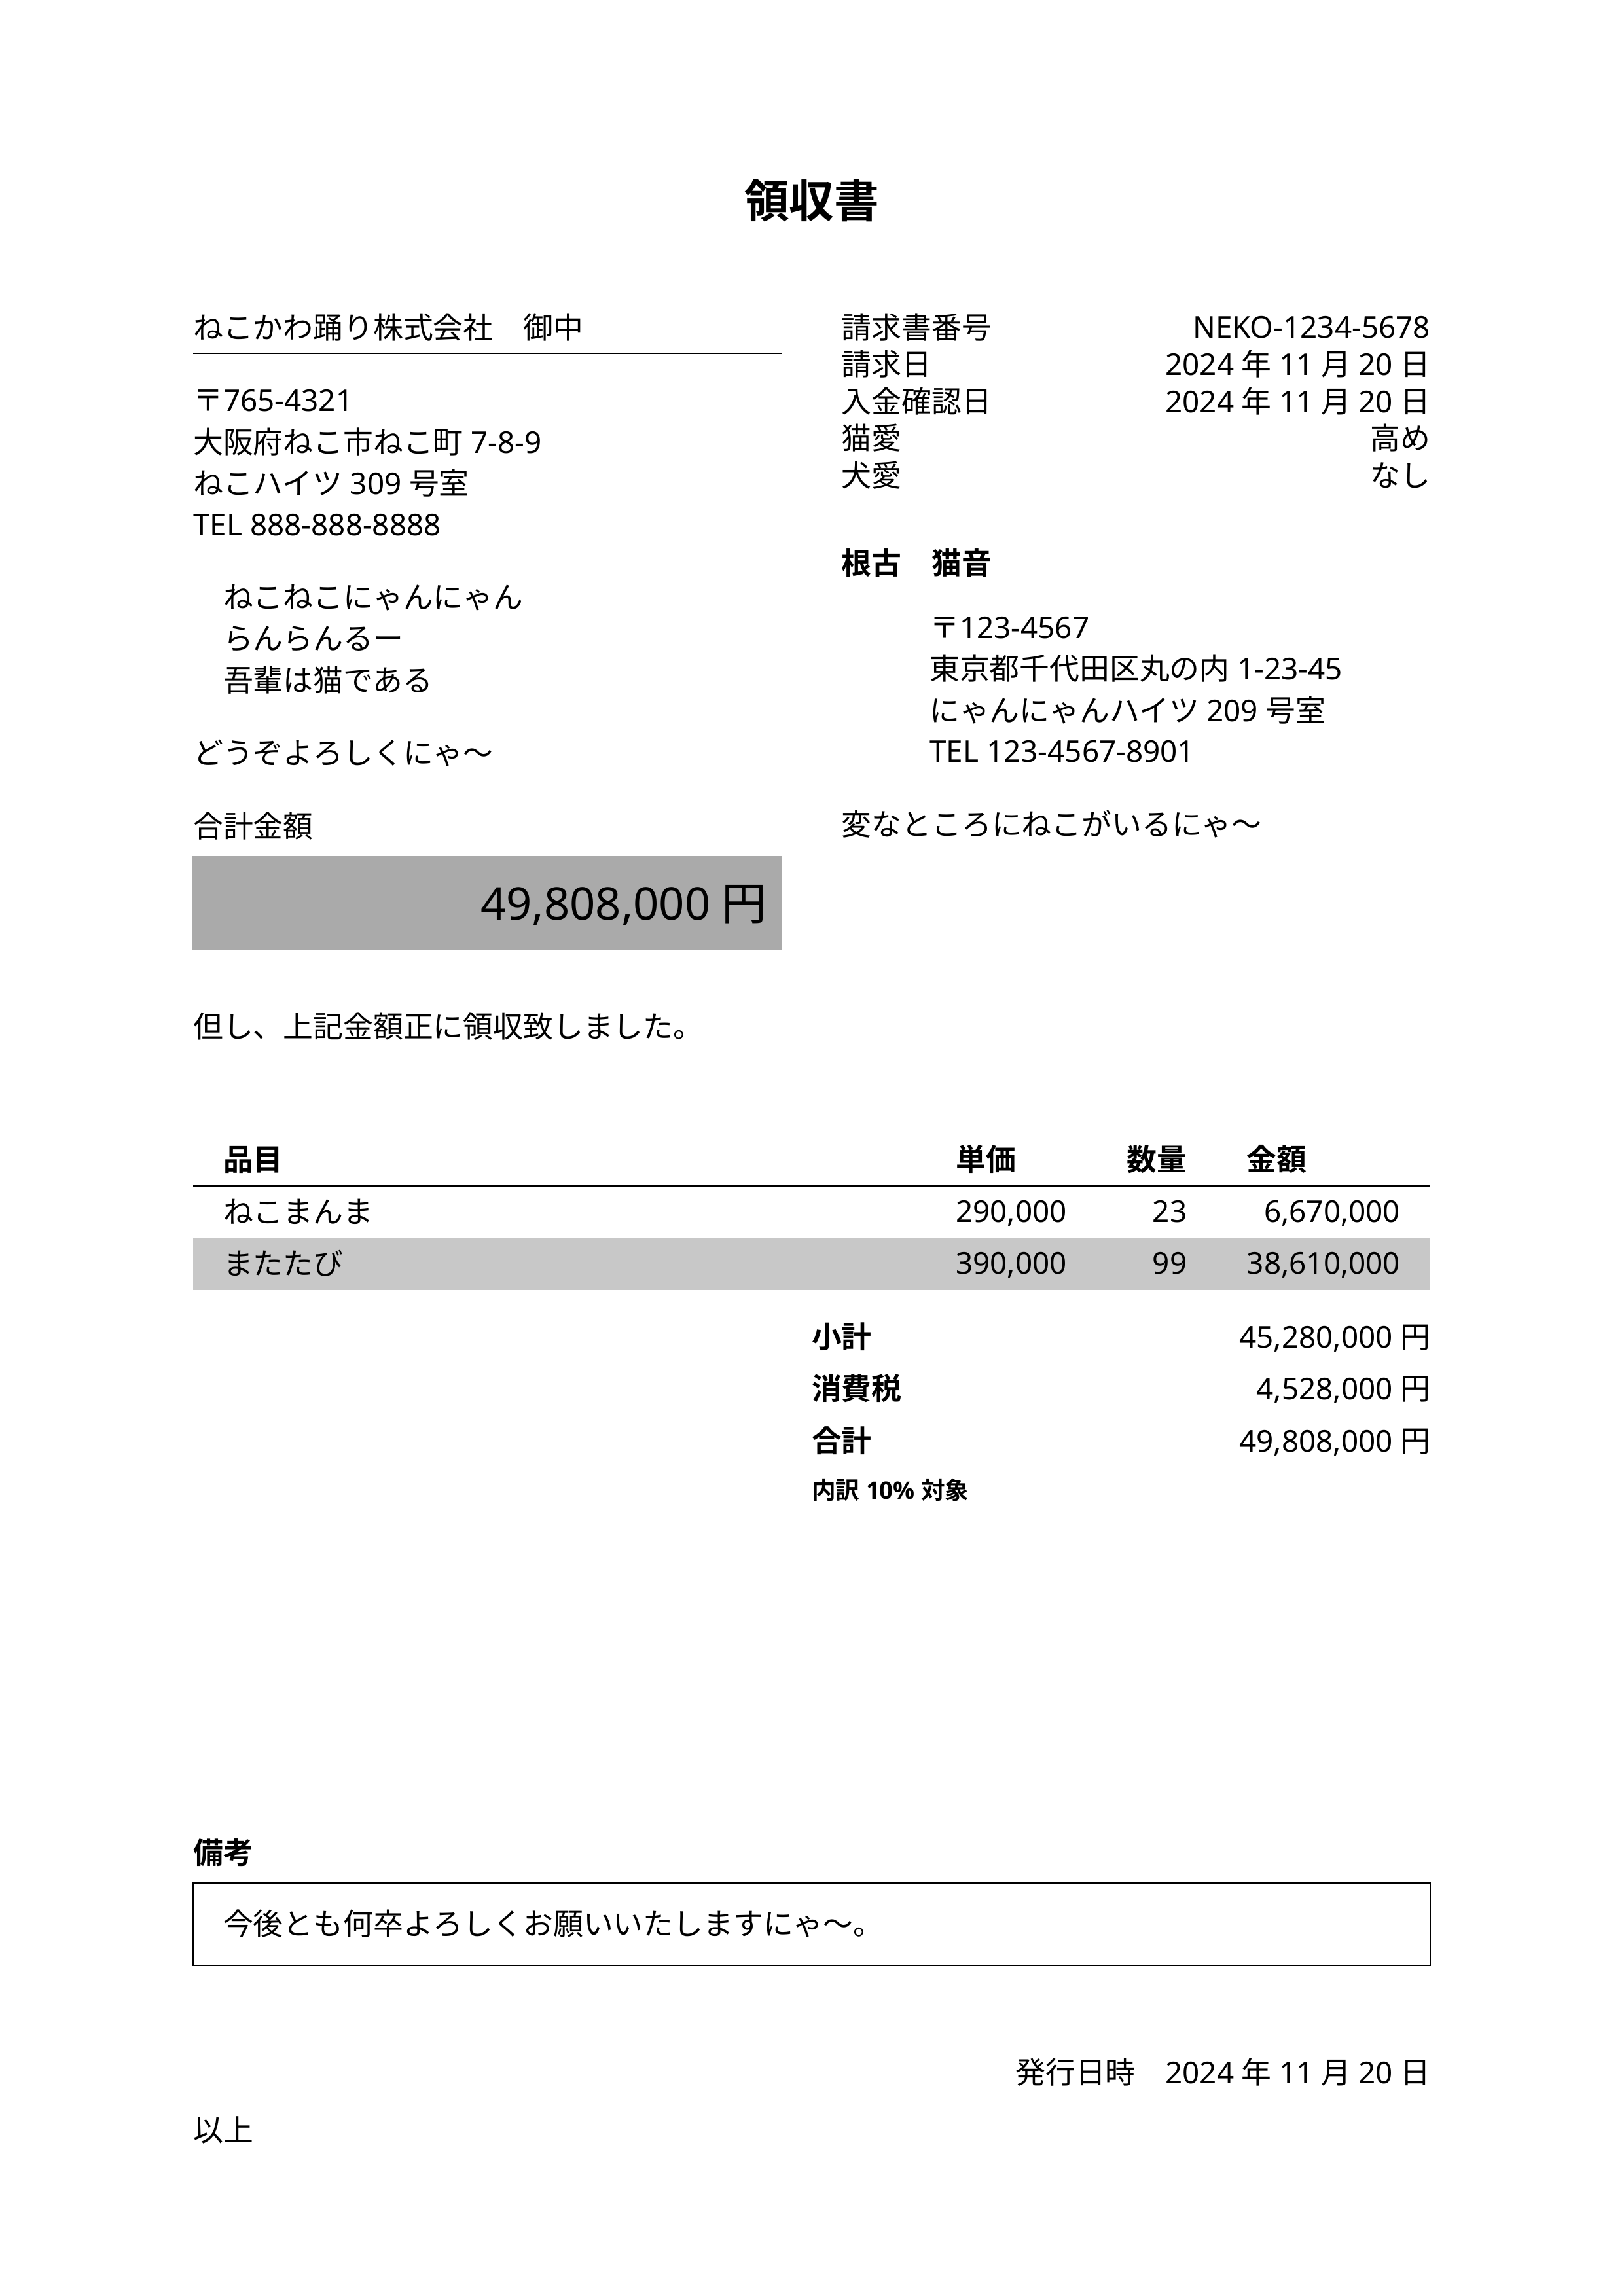 領収書
ねこかわ踊り株式会社　御中
〒765-4321
大阪府ねこ市ねこ町 7-8-9
ねこハイツ 309 号室
TEL 888-888-8888
ねこねこにゃんにゃん
らんらんるー
吾輩は猫である
どうぞよろしくにゃ〜
合計金額
49,808,000 円
請求書番号 NEKO-1234-5678
請求日 2024 年 11 月 20 日
入金確認日 2024 年 11 月 20 日
猫愛 高め
犬愛 なし
根古　猫音
〒123-4567
東京都千代田区丸の内 1-23-45
にゃんにゃんハイツ 209 号室
TEL 123-4567-8901
変なところにねこがいるにゃ〜
但し、上記金額正に領収致しました。
品目 単価 数量 金額
ねこまんま 290,000 23 6,670,000
またたび 390,000 99 38,610,000
小計 45,280,000 円
消費税 4,528,000 円
合計 49,808,000 円
内訳 10% 対象
備考
今後とも何卒よろしくお願いいたしますにゃ〜。
発行日時　2024 年 11 月 20 日
以上